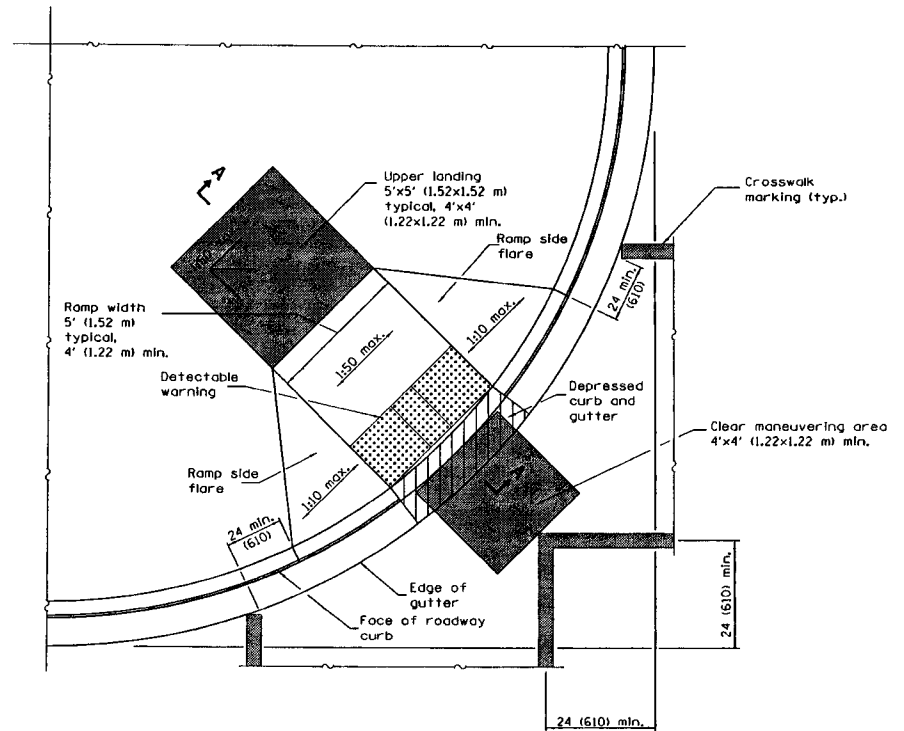 A
Upper landing
5'x5' (1.52x1.52 m)
typical, 4'x4'
(1.22x1.22 m) min.
Crosswalk
marking (typ.)
Ramp side
flare
24 min.
(610)
Ramp width
5' (1.52 m)
typical,
4' (1.22 m) min.
1:50 max.
1:10 max.
Detectable
warning
Depressed
curb and
gutter
Clear maneuvering area
4'x4' (1.22x1.22 m) min.
Ramp side
flare
1:10 max.
A
24 min.
(610)
Edge of
gutter
Face of roadway
curb
24 (610) min.
24 (610) min.